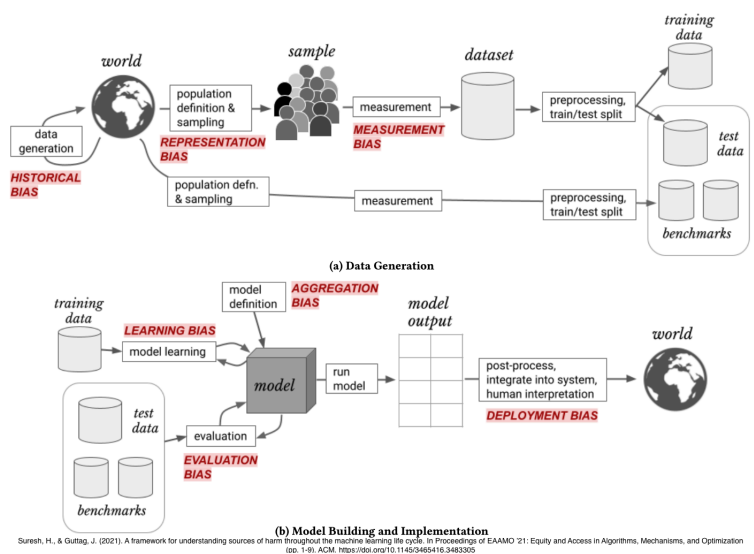 training
data
world
sample
dataset
population
definition &
sampling
measurement
preprocessing,
train/test split
data
generation
REPRESENTATION
BIAS
MEASUREMENT
BIAS
test
data
HISTORICAL
BIAS
population defn.
& sampling
measurement
preprocessing,
train/test split
benchmarks
(a) Data Generation
model
definition
AGGREGATION
BIAS
training
data
LEARNING BIAS
model learning
model
output
world
model
run
model
post-process,
integrate into system,
human interpretation
DEPLOYMENT BIAS
test
data
evaluation
EVALUATION
BIAS
benchmarks
(b) Model Building and Implementation
Suresh, H., & Guttag, J. (2021). A framework for understanding sources of harm throughout the machine learning life cycle. In Proceedings of EAAMO '21: Equity and Access in Algorithms, Mechanisms, and Optimization
(pp. 1-9). ACM. https://doi.org/10.1145/3465416.3483305